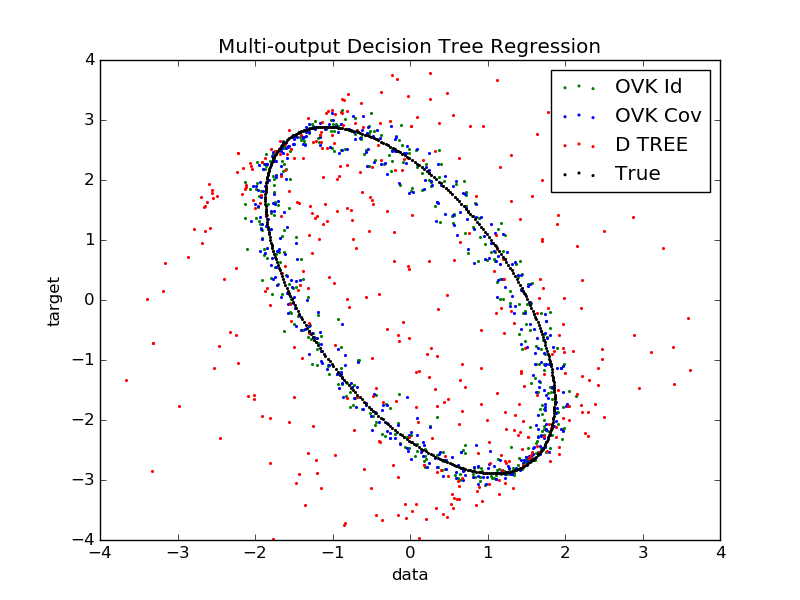 Multi-output Decision Tree Regression
OVK Id
OVK Cov
D TREE
True
4
3
2
1
0
−1
−2
−3
−4
target
−4 −3 −2 −1 0 1 2 3 4
data